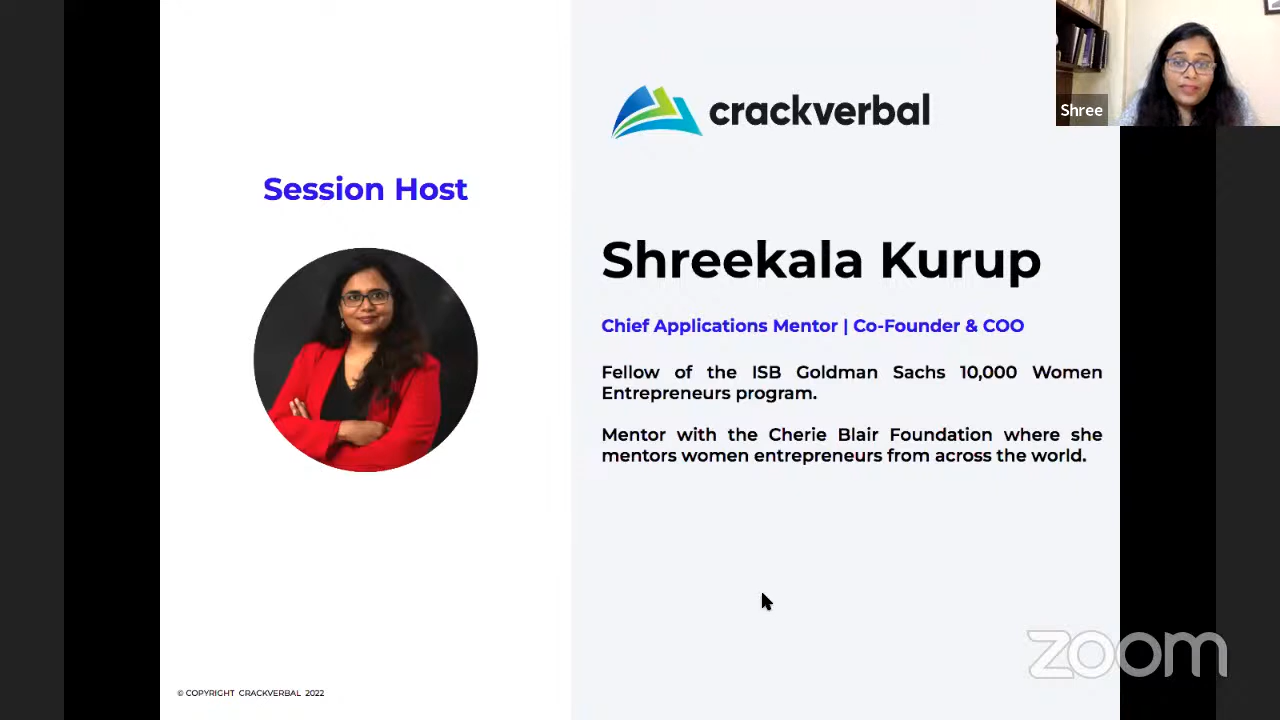 crackverbal
Shree
Session Host
Shreekala Kurup
Chief Applications Mentor | Co-Founder & COO
Fellow of the ISB Goldman Sachs 10,000 Women
Entrepreneurs program.
Mentor with the Cherie Blair Foundation where she
mentors women entrepreneurs from across the world.
zoom
© COPYRIGHT CRACKVERBAL 2022